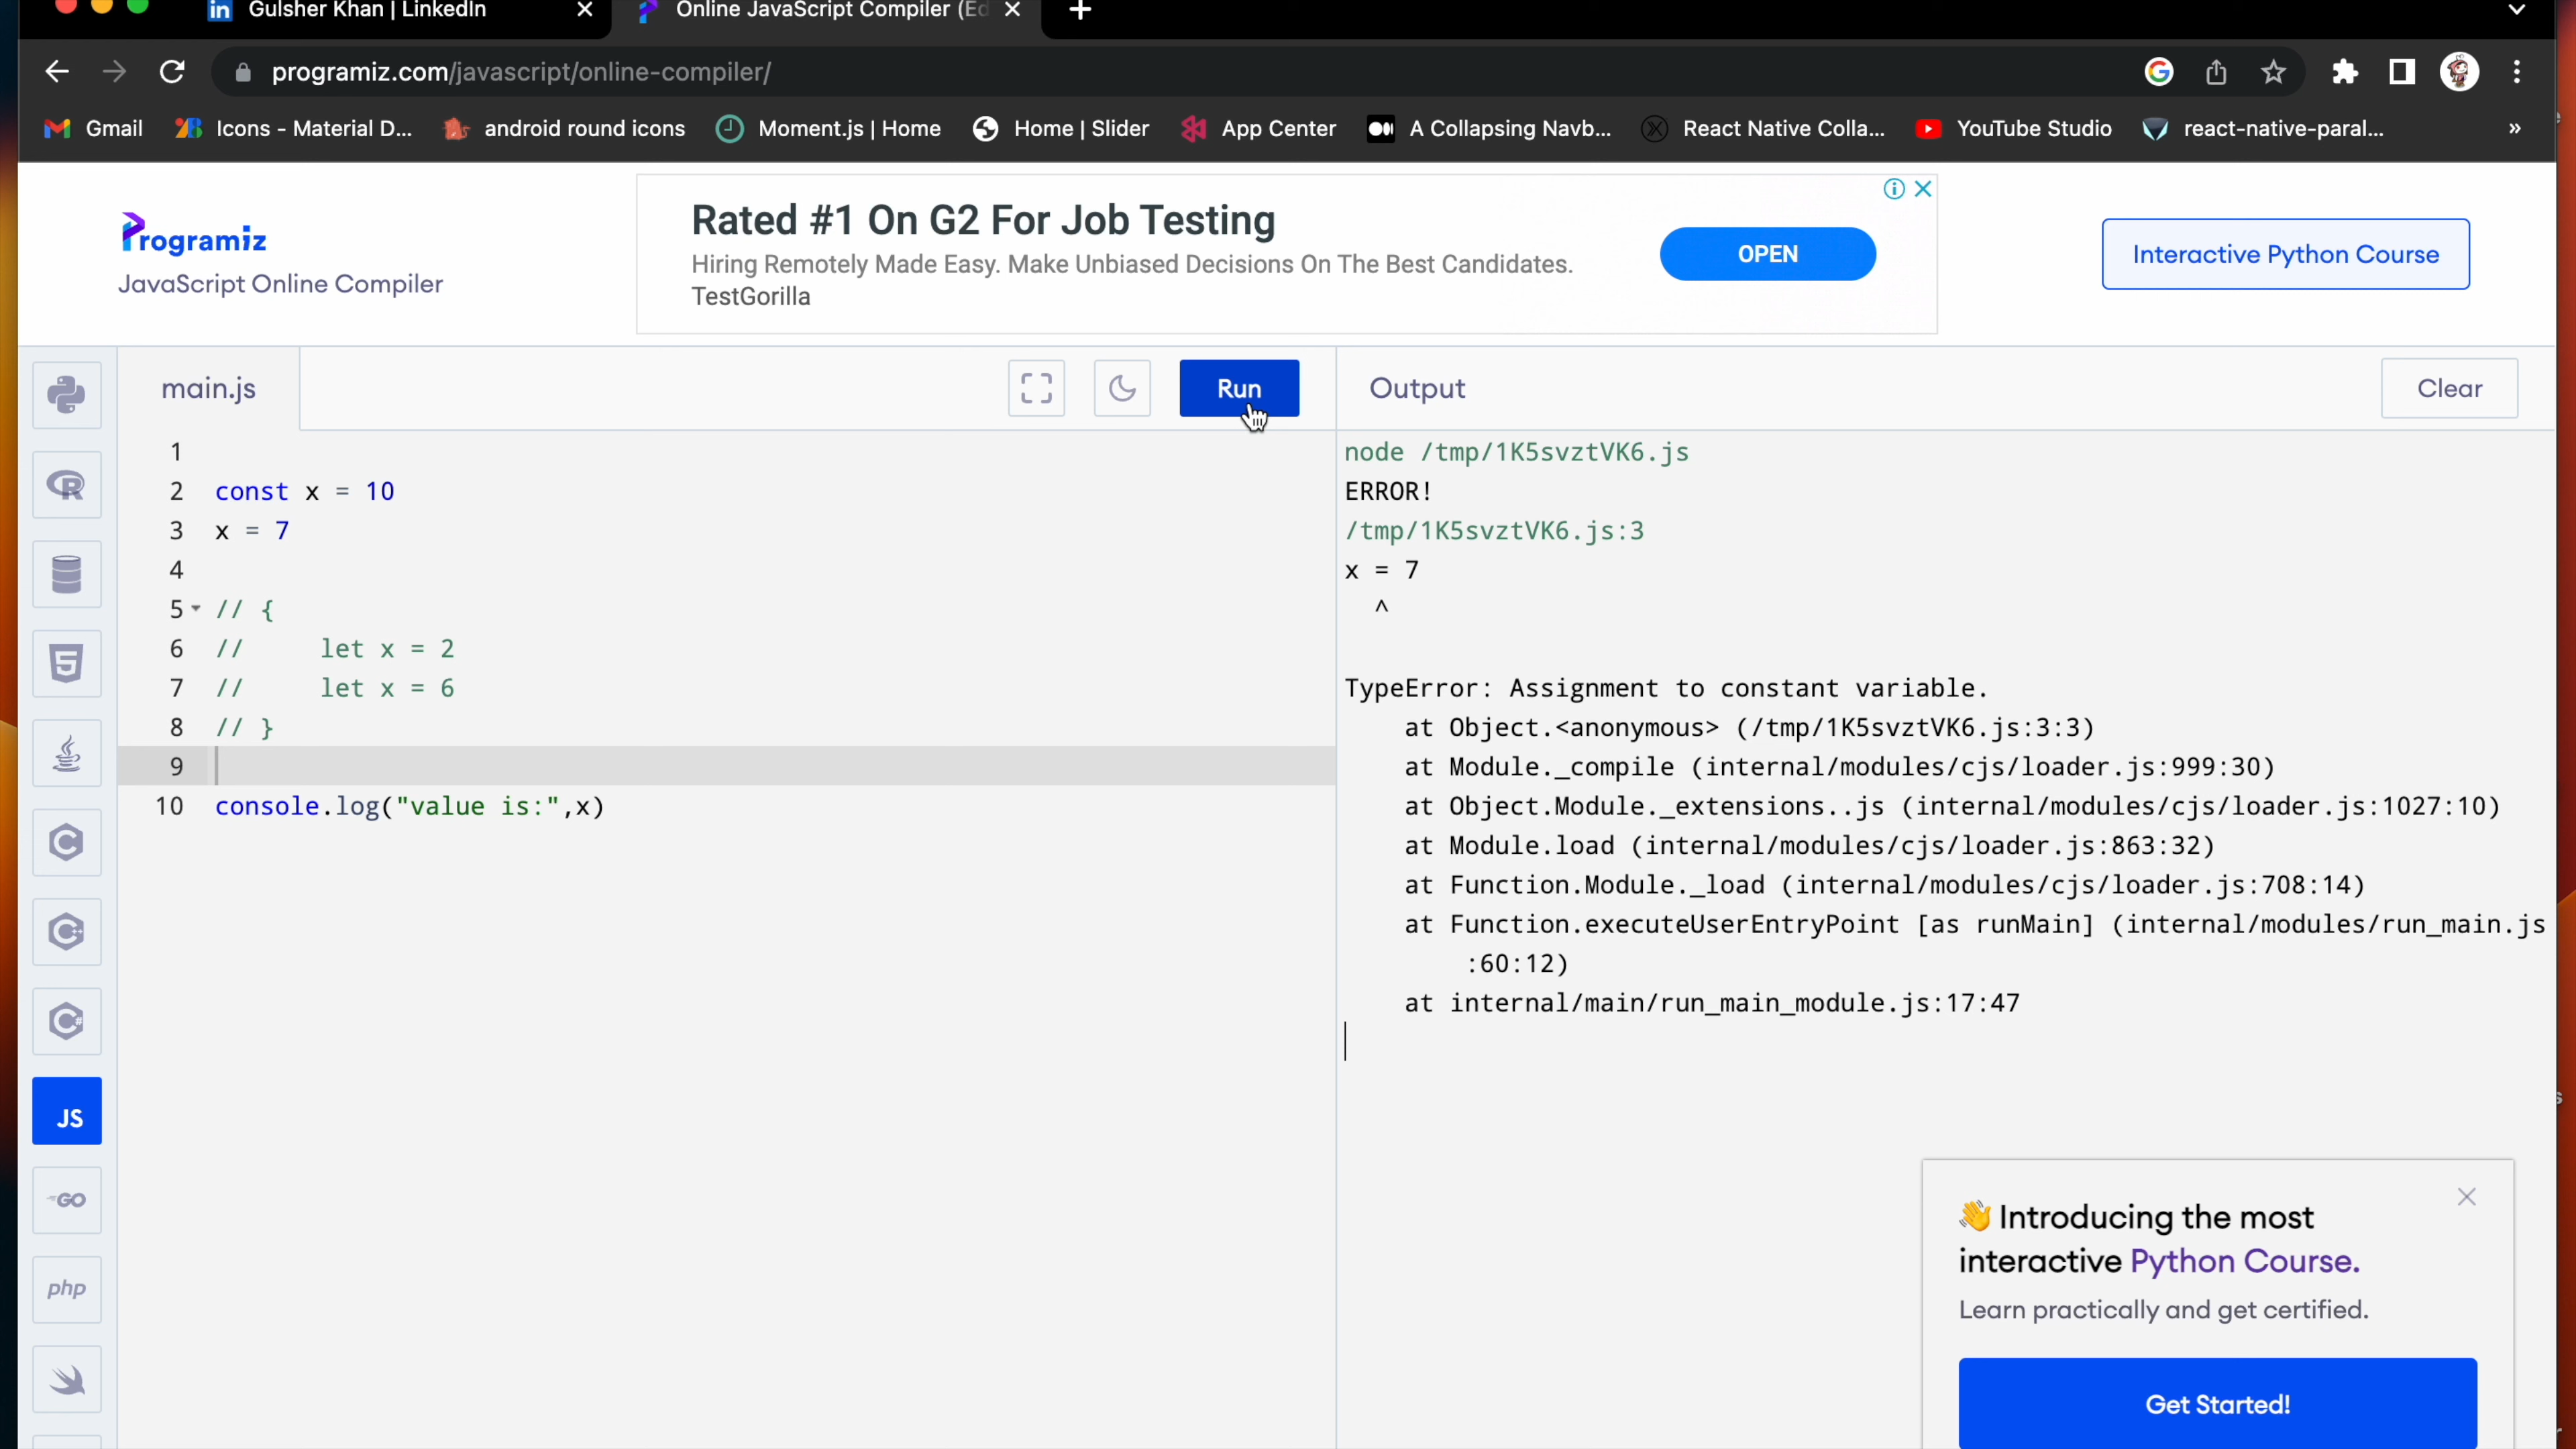 Gulsher Khan | LinkedIn
Online JavaScript Compiler (Ed
programiz.com/javascript/online-compiler/
Gmail
Icons - Material D...
android round icons
Moment.js | Home
Home | Slider
App Center
A Collapsing Navb...
React Native Colla...
YouTube Studio
react-native-paral...
»
Programiz
JavaScript Online Compiler
Rated #1 On G2 For Job Testing
Hiring Remotely Made Easy. Make Unbiased Decisions On The Best Candidates.
TestGorilla
OPEN
Interactive Python Course
main.js
Run
Output
Clear
1
2 const x = 10
3 x = 7
4
5 // {
6 //     let x = 2
7 //     let x = 6
8 // }
9
10 console.log("value is:",x)
node /tmp/1K5svztVK6.js
ERROR!
/tmp/1K5svztVK6.js:3
x = 7
  ^
TypeError: Assignment to constant variable.
    at Object.<anonymous> (/tmp/1K5svztVK6.js:3:3)
    at Module._compile (internal/modules/cjs/loader.js:999:30)
    at Object.Module._extensions..js (internal/modules/cjs/loader.js:1027:10)
    at Module.load (internal/modules/cjs/loader.js:863:32)
    at Function.Module._load (internal/modules/cjs/loader.js:708:14)
    at Function.executeUserEntryPoint [as runMain] (internal/modules/run_main.js
        :60:12)
    at internal/main/run_main_module.js:17:47
R
5
C
C
C#
JS
GO
php
👋 Introducing the most
interactive Python Course.
Learn practically and get certified.
Get Started!